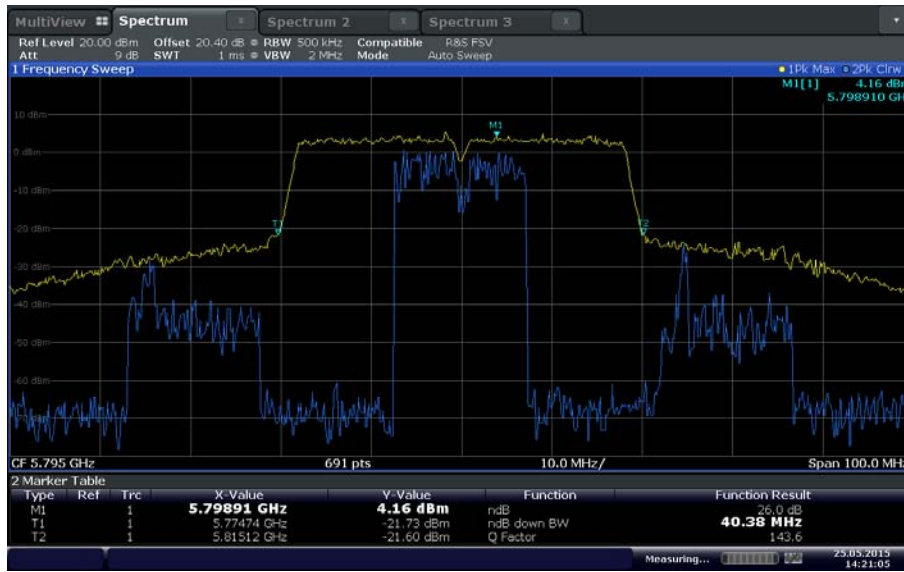 MultiView Spectrum x Spectrum 2 x Spectrum 3 x
Ref Level 20.00 dBm Offset 20.40 dB RBW 500 kHz Compatible R&S FSV
Att 9 dB SWT 1 ms VBW 2 MHz Mode Auto Sweep
1 Frequency Sweep 1Pk Max 2Pk Clrw
M1[1] 4.16 dBm
5.798910 GH
10 dBm
M1
0 dBm
-10 dBm
T1 T2
-20 dBm
-30 dBm
-40 dBm
-50 dBm
-60 dBm
CF 5.795 GHz 691 pts 10.0 MHz/ Span 100.0 MHz
2 Marker Table
Type Ref Trc X-Value Y-Value Function Function Result
M1 1 5.79891 GHz 4.16 dBm ndB 26.0 dB
T1 1 5.77474 GHz -21.73 dBm ndB down BW 40.38 MHz
T2 1 5.81512 GHz -21.60 dBm Q Factor 143.6
Measuring... 25.05.2015
14:21:05